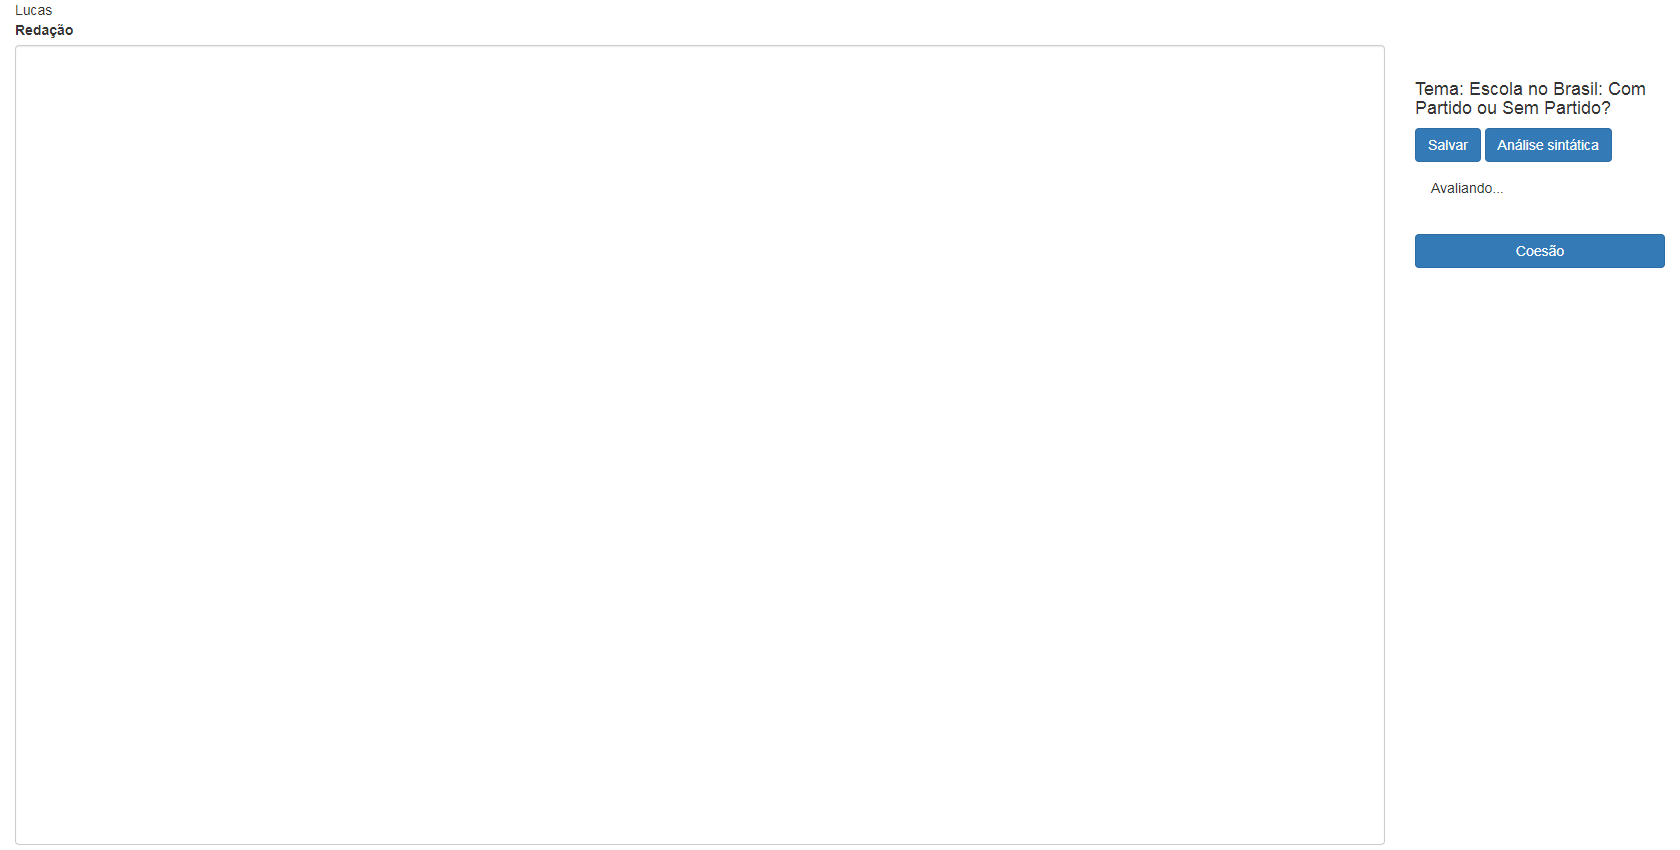 Lucas
Redação
Tema: Escola no Brasil: Com
Partido ou Sem Partido?
Salvar Análise sintática
Avaliando...
Coesão